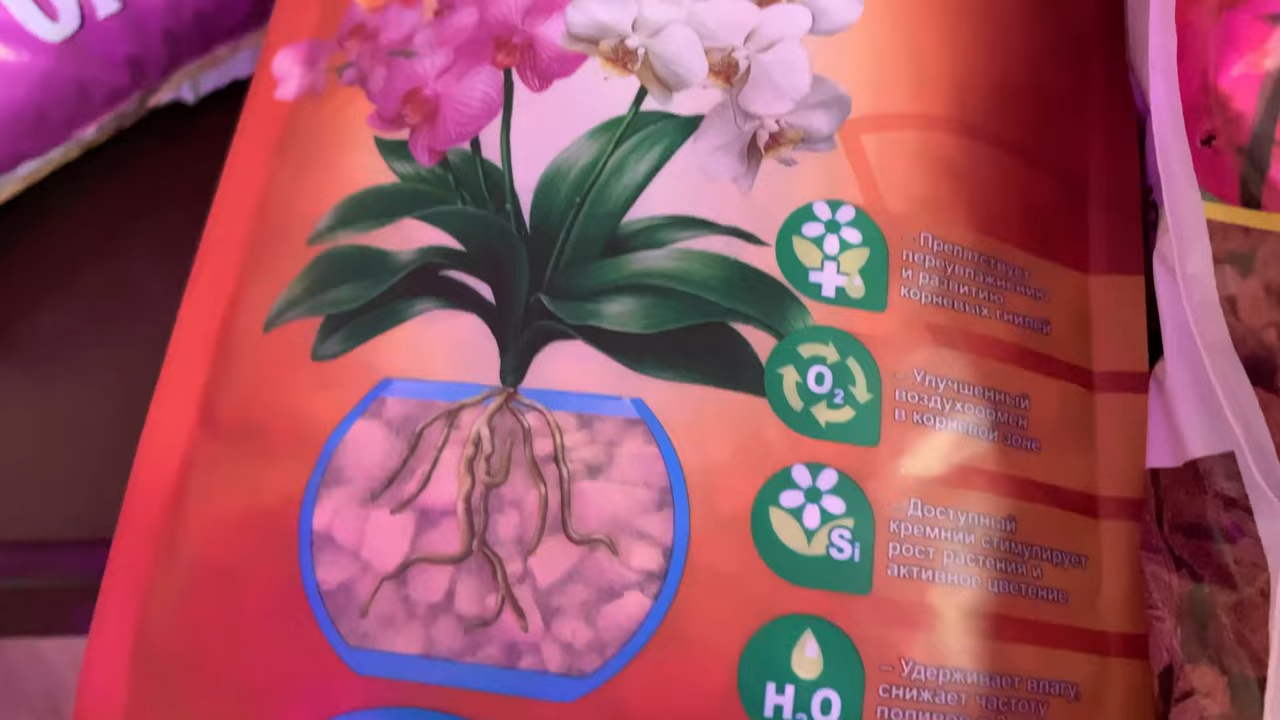 – Препятствует
переувлажнению
и развитию
корневых гнилей
O2
– Улучшенный
воздухообмен
в корневой зоне
Si
– Доступный
кремний стимулирует
рост растения и
активное цветение
H2O
– Удерживает влагу,
снижает частоту